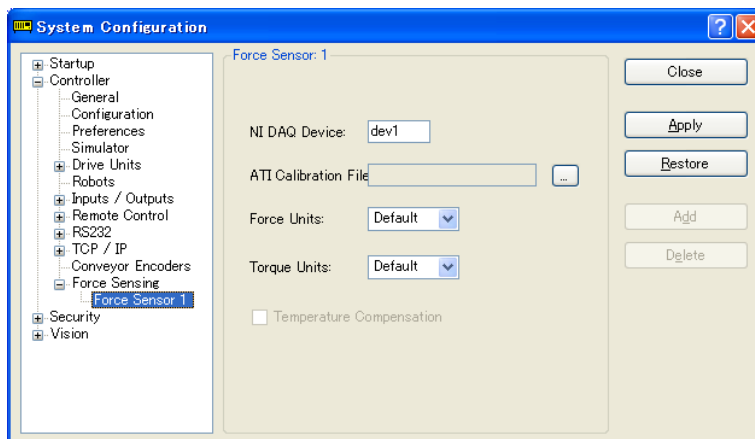 System Configuration
Startup
Controller
General
Configuration
Preferences
Simulator
Drive Units
Robots
Inputs / Outputs
Remote Control
RS232
TCP / IP
Conveyor Encoders
Force Sensing
Force Sensor 1
Security
Vision
Force Sensor: 1
NI DAQ Device: dev1
ATI Calibration File
...
Force Units: Default
Torque Units: Default
Temperature Compensation
Close
Apply
Restore
Add
Delete